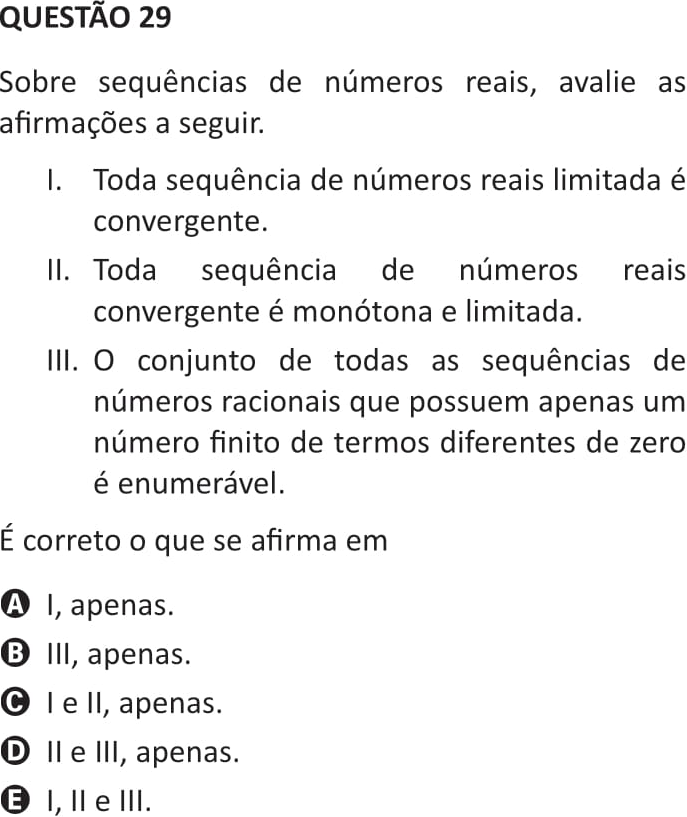 QUESTÃO 29
Sobre sequências de números reais, avalie as
afirmações a seguir.
I. Toda sequência de números reais limitada é
convergente.
II. Toda sequência de números reais
convergente é monótona e limitada.
III. O conjunto de todas as sequências de
números racionais que possuem apenas um
número finito de termos diferentes de zero
é enumerável.
É correto o que se afirma em
A I, apenas.
B III, apenas.
C I e II, apenas.
D II e III, apenas.
E I, II e III.